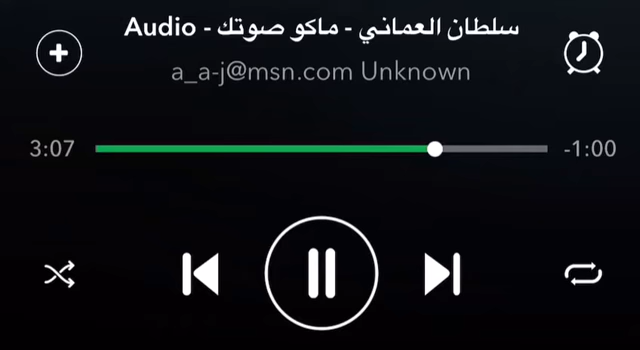 سلطان العماني - ماكو صوتك - Audio
a_a-j@msn.com Unknown
3:07
-1:00